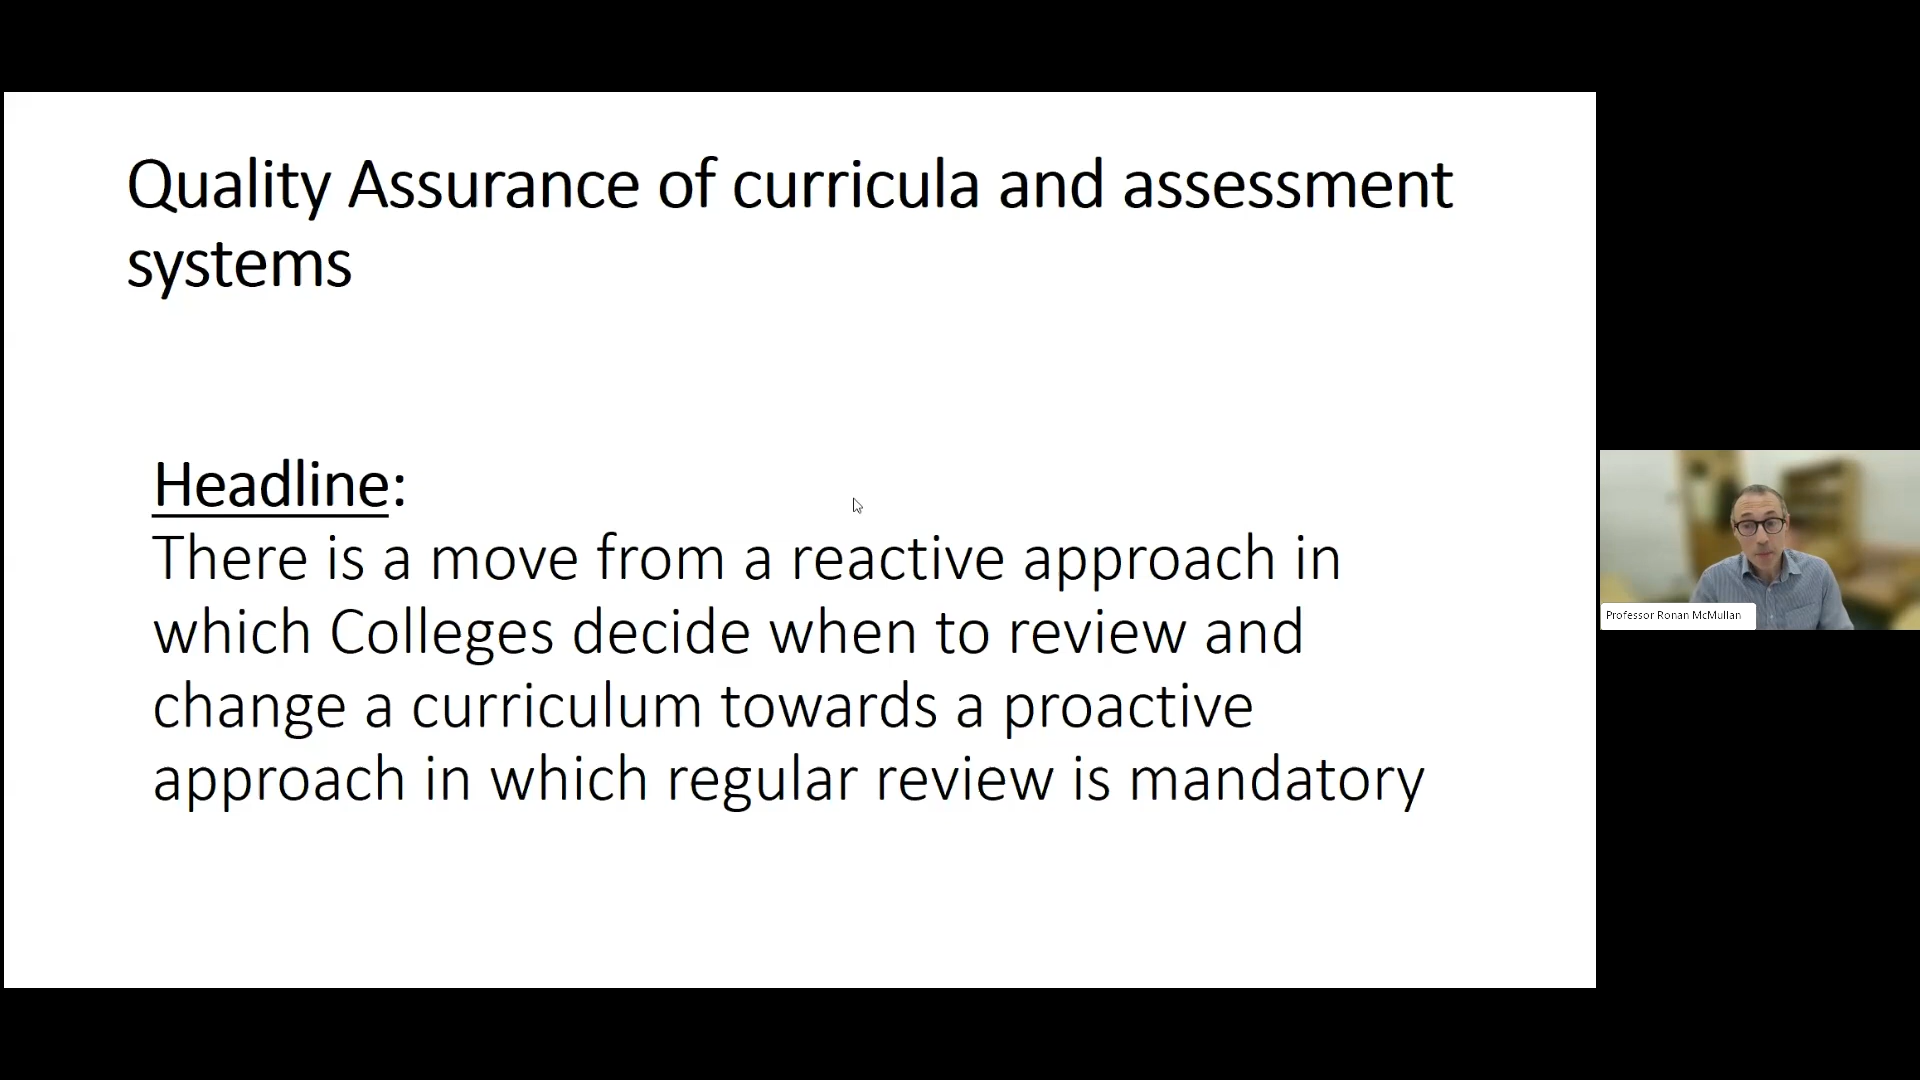 Quality Assurance of curricula and assessment
systems
Headline:
There is a move from a reactive approach in
which Colleges decide when to review and
change a curriculum towards a proactive
approach in which regular review is mandatory
Professor Ronan McMullan